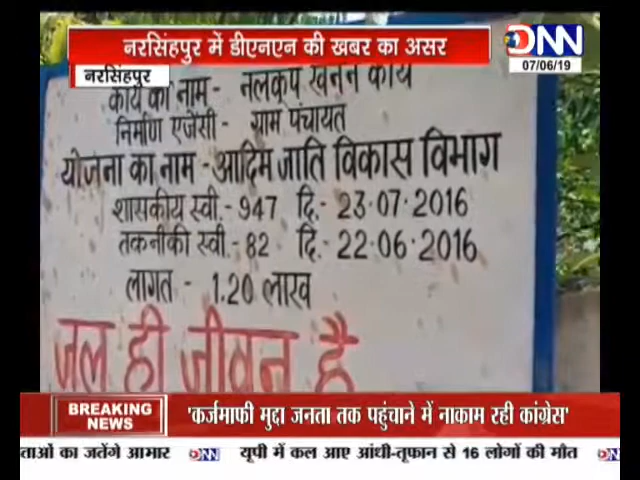 नरसिंहपुर में डीएनएन की खबर का असर
DNN
07/06/19
नरसिंहपुर
कार्य का नाम - नलकूप खनन कार्य
निर्माण एजेंसी - ग्राम पंचायत
योजना का नाम - आदिम जाति विकास विभाग
शासकीय स्वी.- 947 दि.- 23.07.2016
तकनीकी स्वी.- 82 दि.- 22.06.2016
लागत - 1.20 लाख
जल ही जीवन है
BREAKING NEWS
'कर्जमाफी मुद्दा जनता तक पहुंचाने में नाकाम रही कांग्रेस'
ताओं का जतेंगे आभार DNN यूपी में कल आए आंधी-तूफान से 16 लोगों की मौत DNN